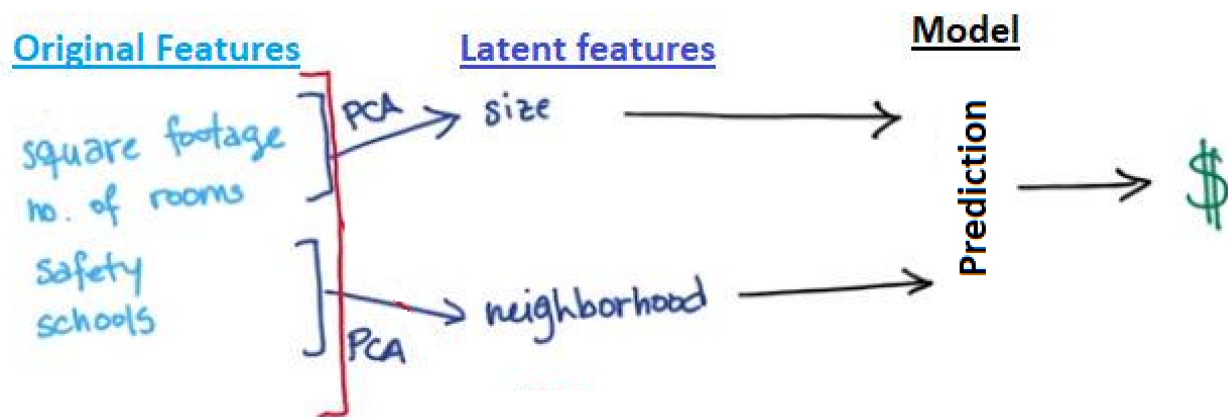 Original Features
Latent features
Model
square footage
no. of rooms
safety
schools
PCA
PCA
size
neighborhood
Prediction
$